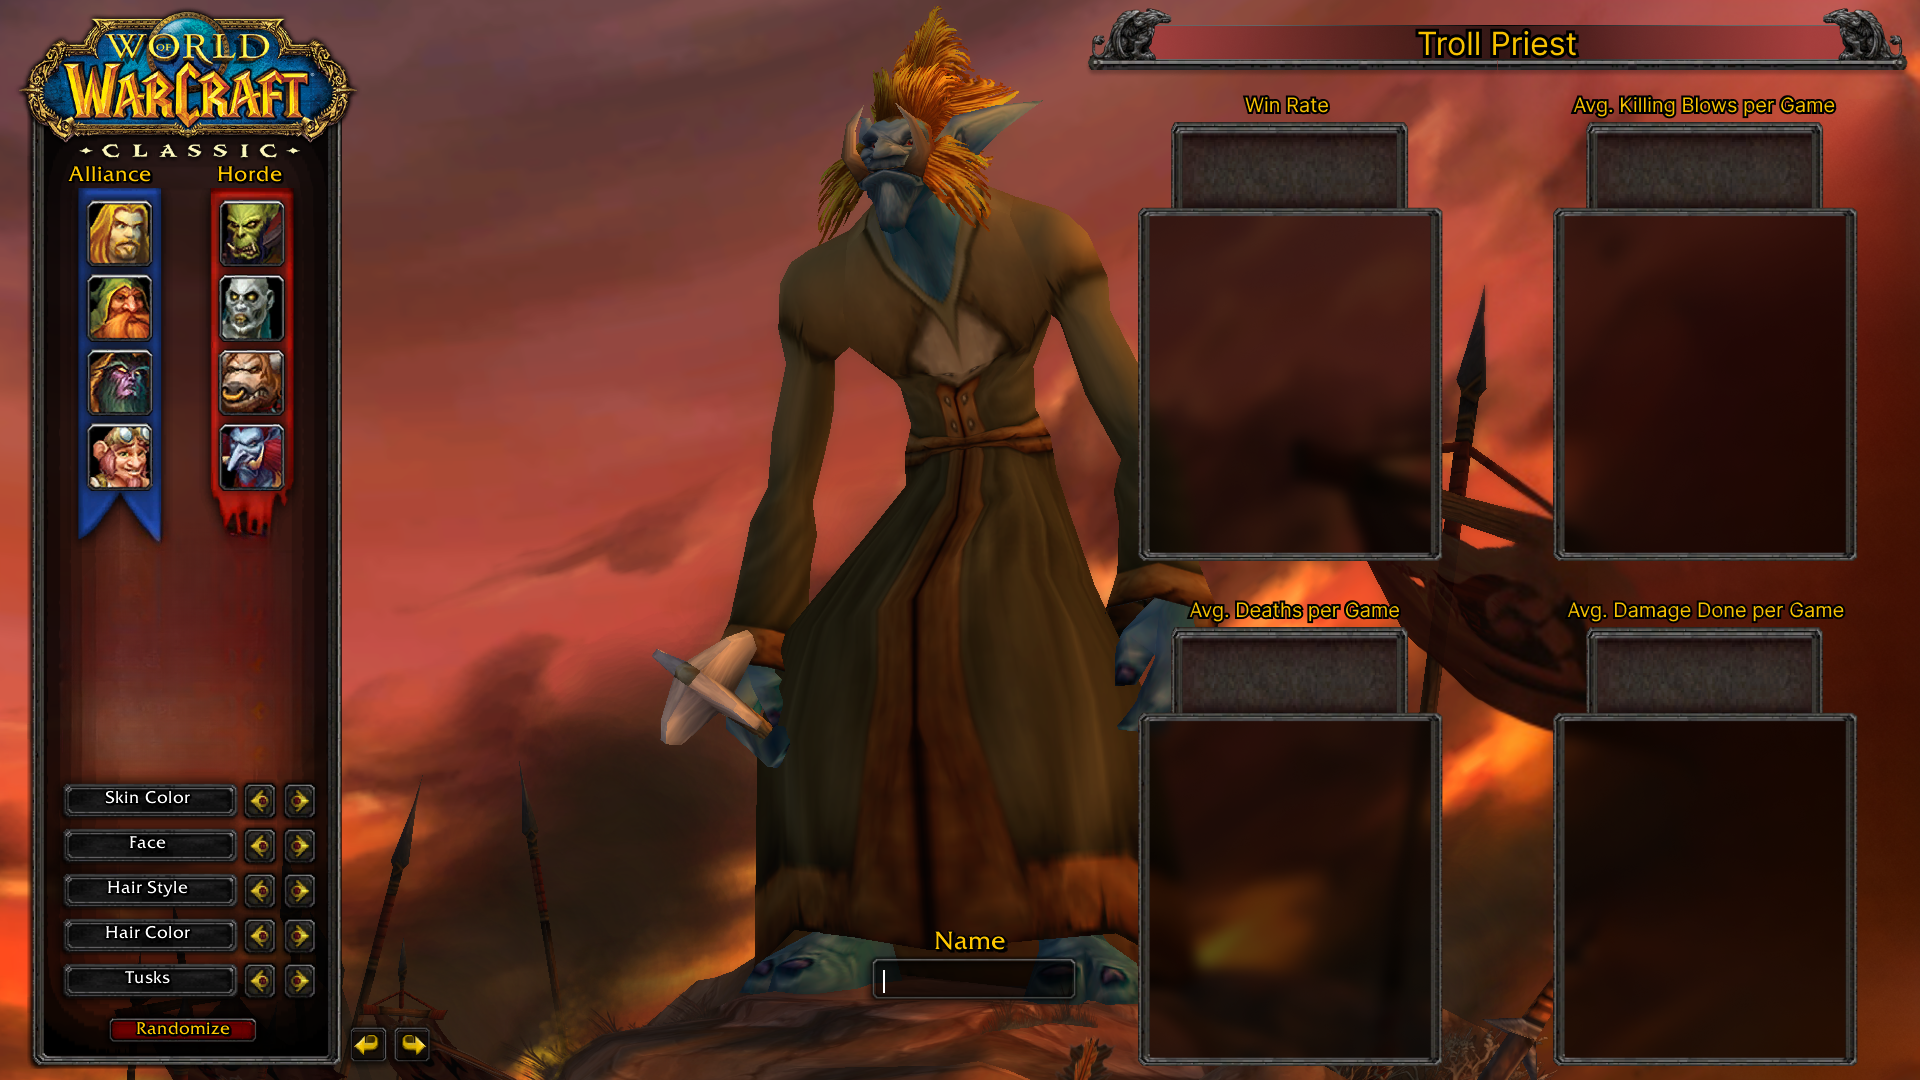 WORLD OF
WARCRAFT
CLASSIC
Alliance
Horde
Skin Color
Face
Hair Style
Hair Color
Tusks
Randomize
Name
Troll Priest
Win Rate
Avg. Killing Blows per Game
Avg. Deaths per Game
Avg. Damage Done per Game